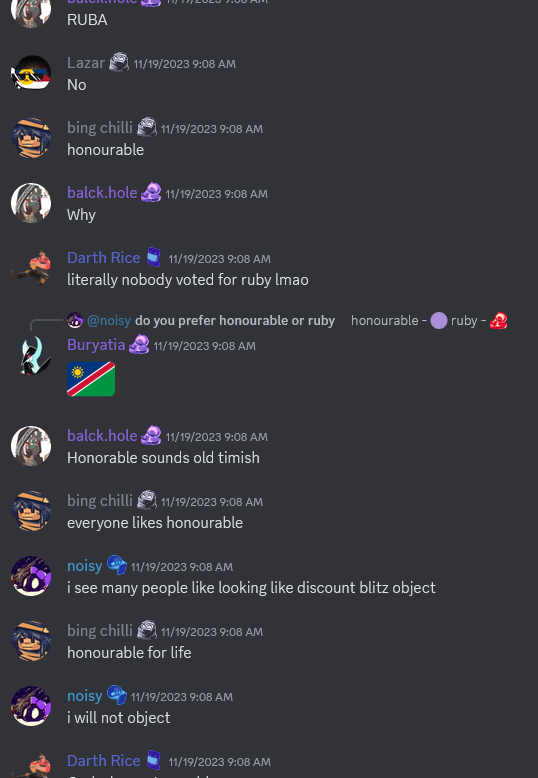 balck.hole 11/19/2023 9:08 AM
RUBA
Lazar 11/19/2023 9:08 AM
No
bing chilli 11/19/2023 9:08 AM
honourable
balck.hole 11/19/2023 9:08 AM
Why
Darth Rice 11/19/2023 9:08 AM
literally nobody voted for ruby lmao
@noisy do you prefer honourable or ruby honourable - ruby -
Buryatia 11/19/2023 9:08 AM
balck.hole 11/19/2023 9:08 AM
Honorable sounds old timish
bing chilli 11/19/2023 9:08 AM
everyone likes honourable
noisy 11/19/2023 9:08 AM
i see many people like looking like discount blitz object
bing chilli 11/19/2023 9:08 AM
honourable for life
noisy 11/19/2023 9:08 AM
i will not object
Darth Rice 11/19/2023 9:08 AM